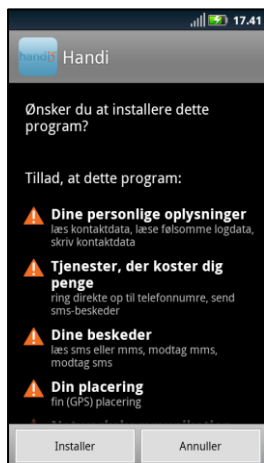 17.41
handi
Handi
Ønsker du at installere dette
program?
Tillad, at dette program:
Dine personlige oplysninger
læs kontaktdata, læse følsomme logdata,
skriv kontaktdata
Tjenester, der koster dig
penge
ring direkte op til telefonnumre, send
sms-beskeder
Dine beskeder
læs sms eller mms, modtag mms,
modtag sms
Din placering
fin (GPS) placering
Installer
Annuller